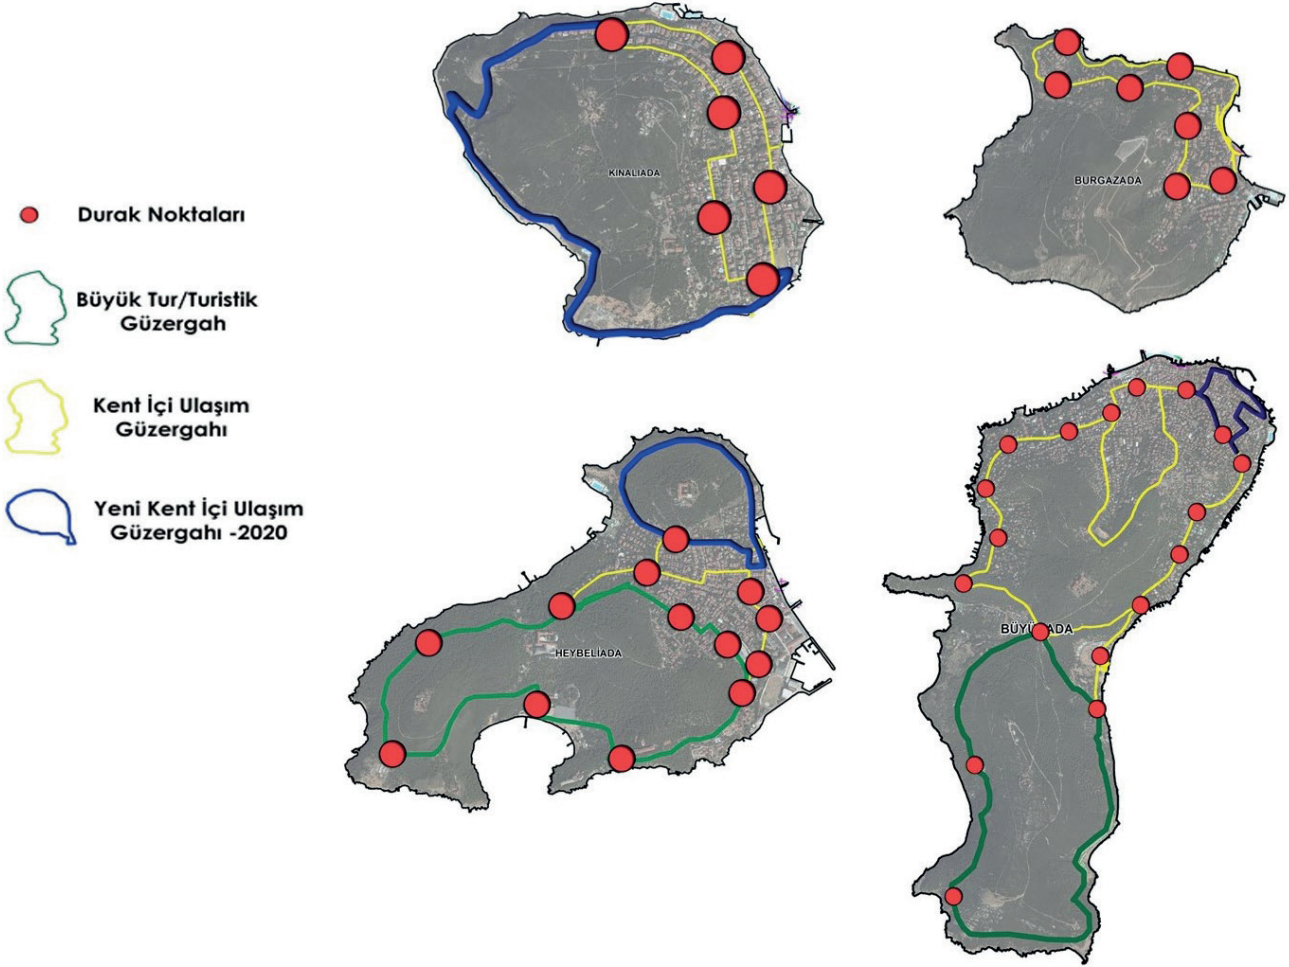 Durak Noktaları
Büyük Tur/Turistik
Güzergah
Kent İçi Ulaşım
Güzergahı
Yeni Kent İçi Ulaşım
Güzergahı -2020
KINALIADA
BURGAZADA
HEYBELİADA